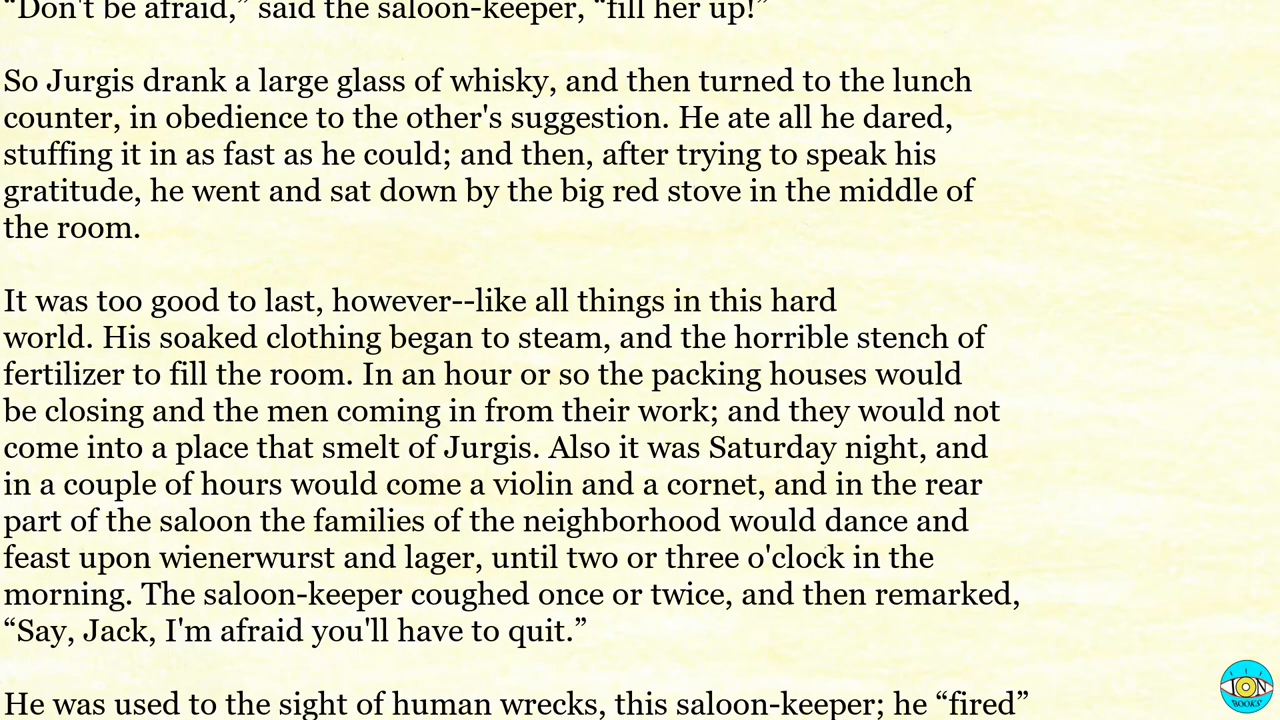 “Don't be afraid,” said the saloon-keeper, “fill her up!”
So Jurgis drank a large glass of whisky, and then turned to the lunch
counter, in obedience to the other's suggestion. He ate all he dared,
stuffing it in as fast as he could; and then, after trying to speak his
gratitude, he went and sat down by the big red stove in the middle of
the room.
It was too good to last, however--like all things in this hard
world. His soaked clothing began to steam, and the horrible stench of
fertilizer to fill the room. In an hour or so the packing houses would
be closing and the men coming in from their work; and they would not
come into a place that smelt of Jurgis. Also it was Saturday night, and
in a couple of hours would come a violin and a cornet, and in the rear
part of the saloon the families of the neighborhood would dance and
feast upon wienerwurst and lager, until two or three o'clock in the
morning. The saloon-keeper coughed once or twice, and then remarked,
“Say, Jack, I'm afraid you'll have to quit.”
He was used to the sight of human wrecks, this saloon-keeper; he “fired”
ION
BOOKS